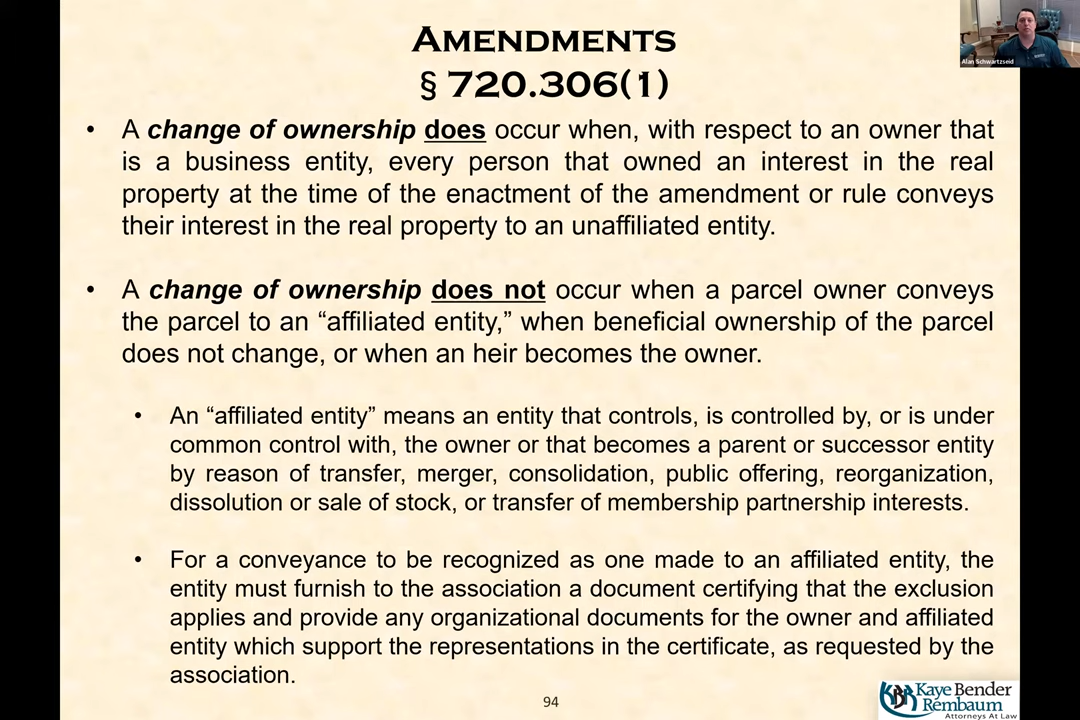 AMENDMENTS
§ 720.306(1)
Alan Schwartzseid
• A change of ownership does occur when, with respect to an owner that
is a business entity, every person that owned an interest in the real
property at the time of the enactment of the amendment or rule conveys
their interest in the real property to an unaffiliated entity.
• A change of ownership does not occur when a parcel owner conveys
the parcel to an “affiliated entity,” when beneficial ownership of the parcel
does not change, or when an heir becomes the owner.
• An “affiliated entity” means an entity that controls, is controlled by, or is under
common control with, the owner or that becomes a parent or successor entity
by reason of transfer, merger, consolidation, public offering, reorganization,
dissolution or sale of stock, or transfer of membership partnership interests.
• For a conveyance to be recognized as one made to an affiliated entity, the
entity must furnish to the association a document certifying that the exclusion
applies and provide any organizational documents for the owner and affiliated
entity which support the representations in the certificate, as requested by the
association.
94
KBR Kaye Bender
Rembaum
Attorneys At Law